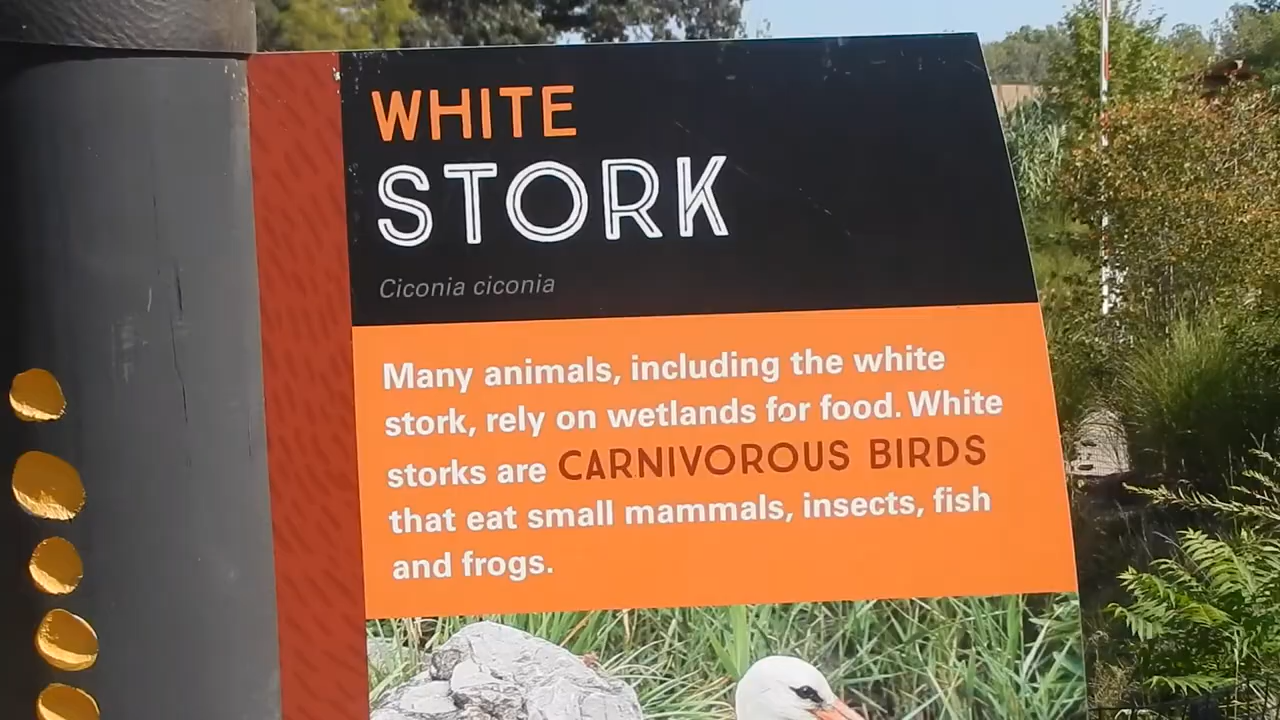 WHITE
STORK
Ciconia ciconia
Many animals, including the white
stork, rely on wetlands for food. White
storks are CARNIVOROUS BIRDS
that eat small mammals, insects, fish
and frogs.